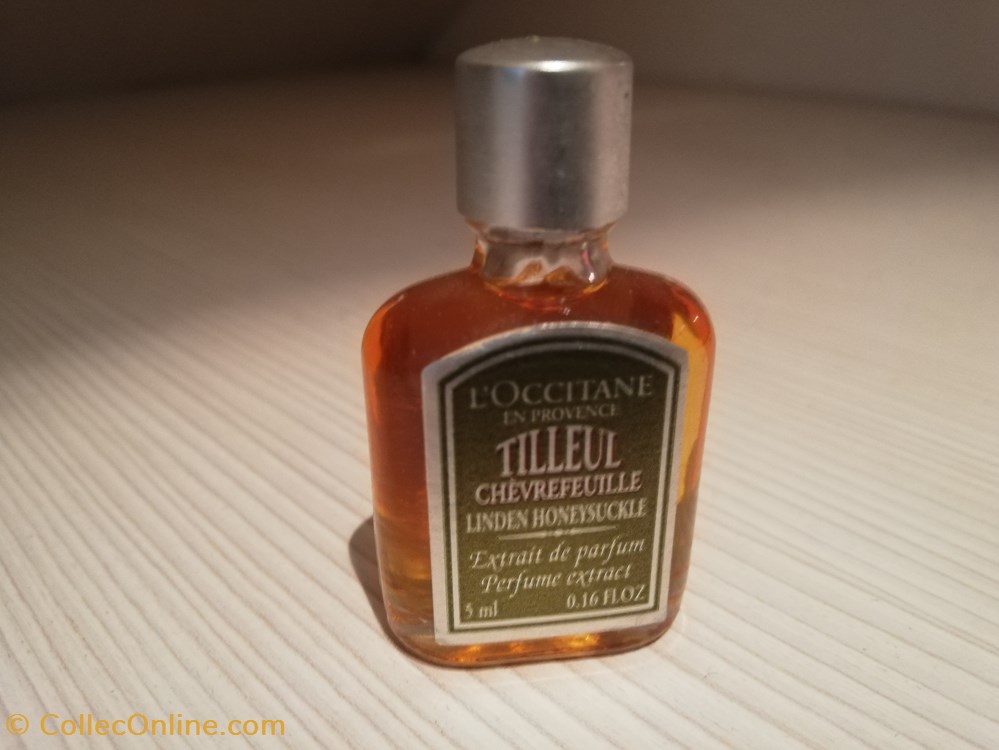 L'OCCITANE
EN PROVENCE
TILLEUL
CHÈVREFEUILLE
LINDEN HONEYSUCKLE
Extrait de parfum
Perfume extract
5 ml 0.16 FL.OZ
© CollecOnline.com